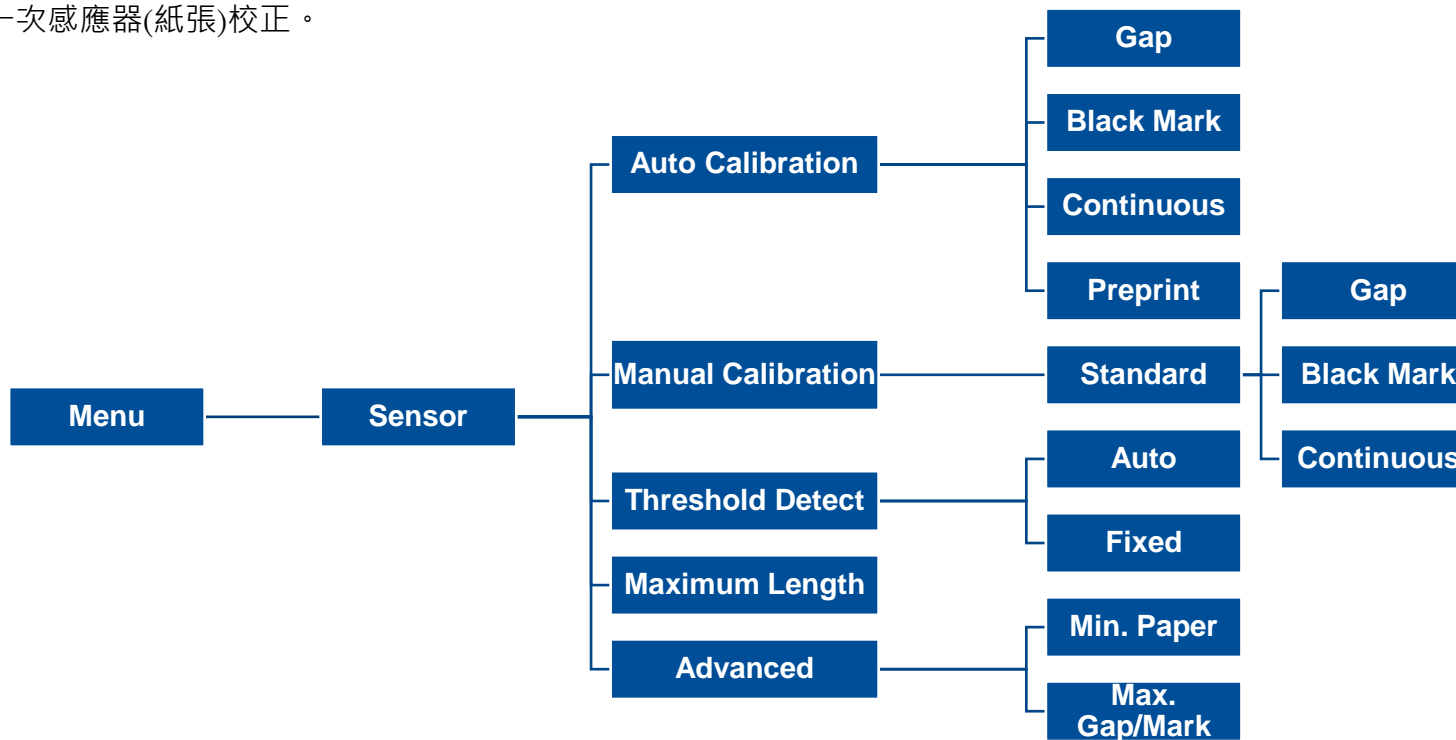 一次感應器(紙張)校正。
Gap
Black Mark
Auto Calibration
Continuous
Preprint
Gap
Manual Calibration
Standard
Black Mark
Menu
Sensor
Auto
Continuous
Threshold Detect
Fixed
Maximum Length
Min. Paper
Advanced
Max.
Gap/Mark